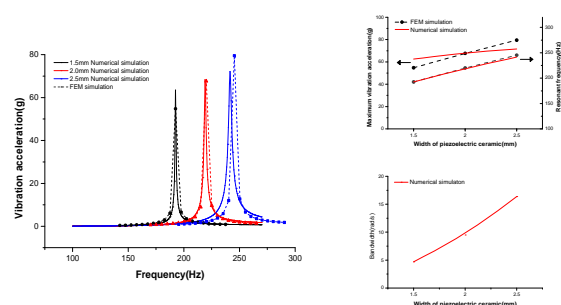 1.5mm Numerical simulation
2.0mm Numerical simulation
2.5mm Numerical simulation
FEM simulation
Vibration acceleration(g)
80
60
40
20
0
100 150 200 250 300
Frequency(Hz)
FEM simulation
Numerical simulation
Maximum vibration acceleration(g)
100
80
60
40
20
0
Resonant frequency(Hz)
300
250
200
150
100
1.5 2 2.5
Width of piezoelectric ceramic(mm)
Numerical simulaton
20
15
10
5
0
1.5 2 2.5
Width of piezoelectric ceramic(mm)